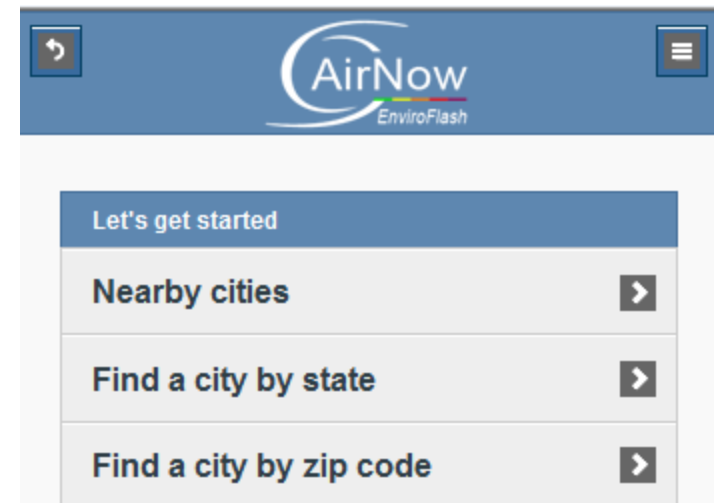 AirNow
EnviroFlash
Let's get started
Nearby cities
Find a city by state
Find a city by zip code